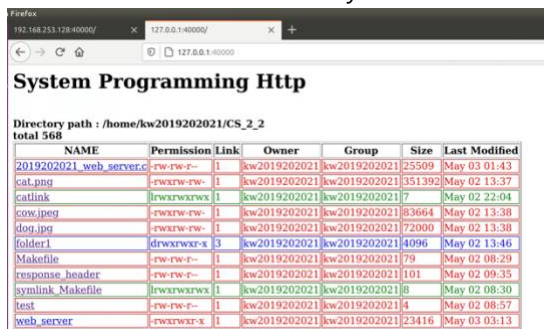 Firefox
192.168.253.128:40000/ × 127.0.0.1:40000/ × +
127.0.0.1:40000
System Programming Http
Directory path : /home/kw2019202021/CS_2_2
total 568
NAME Permission Link Owner Group Size Last Modified
2019202021_web_server.c -rw-rw-r-- 1 kw2019202021 kw2019202021 25509 May 03 01:43
cat.png -rwxrw-rw- 1 kw2019202021 kw2019202021 351392 May 02 13:37
catlink lrwxrwxrwx 1 kw2019202021 kw2019202021 7 May 02 22:04
cow.jpeg -rwxrw-rw- 1 kw2019202021 kw2019202021 83664 May 02 13:38
dog.jpg -rwxrw-rw- 1 kw2019202021 kw2019202021 72000 May 02 13:38
folder1 drwxrwxr-x 3 kw2019202021 kw2019202021 4096 May 02 13:46
Makefile -rw-rw-r-- 1 kw2019202021 kw2019202021 79 May 02 08:29
response_header -rw-rw-r-- 1 kw2019202021 kw2019202021 101 May 02 09:35
symlink_Makefile lrwxrwxrwx 1 kw2019202021 kw2019202021 8 May 02 08:30
test -rw-rw-r-- 1 kw2019202021 kw2019202021 4 May 02 08:57
web_server -rwxrwxr-x 1 kw2019202021 kw2019202021 23416 May 03 03:13